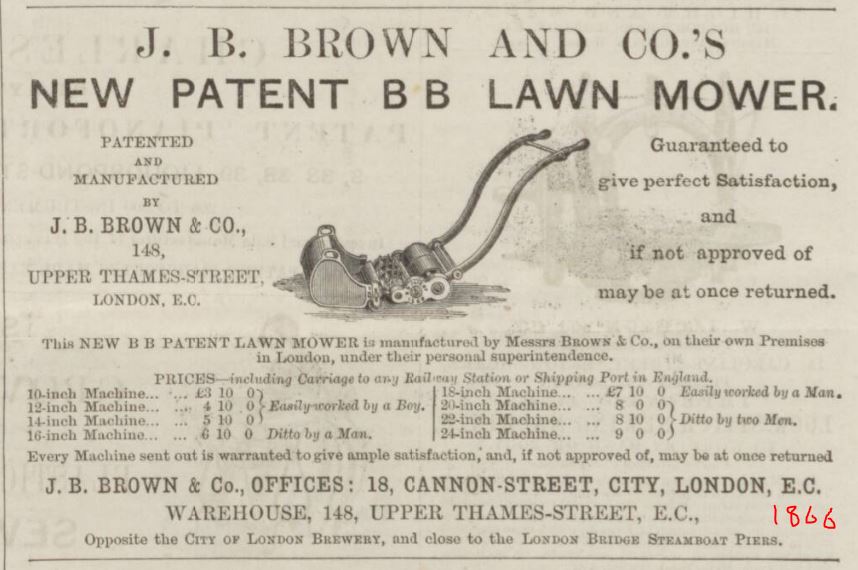 J. B. BROWN AND CO.'S
NEW PATENT B B LAWN MOWER.
PATENTED
AND
MANUFACTURED
BY
J. B. BROWN & CO.,
148,
UPPER THAMES-STREET,
LONDON, E.C.
Guaranteed to
give perfect Satisfaction,
and
if not approved of
may be at once returned.
This NEW B B PATENT LAWN MOWER is manufactured by Messrs BROWN & Co., on their own Premises
in London, under their personal superintendence.
PRICES—including Carriage to any Railway Station or Shipping Port in England.
10-inch Machine... ... £3 10 0
12-inch Machine... ... 4 10 0 } Easily worked by a Boy.
14-inch Machine... ... 5 10 0
16-inch Machine... ... 6 10 0 Ditto by a Man.
18-inch Machine... ... £7 10 0 Easily worked by a Man.
20-inch Machine... ... 8 0 0
22-inch Machine... ... 8 10 0 } Ditto by two Men.
24-inch Machine... ... 9 0 0
Every Machine sent out is warranted to give ample satisfaction, and, if not approved of, may be at once returned
J. B. BROWN & Co., OFFICES: 18, CANNON-STREET, CITY, LONDON, E.C.
WAREHOUSE, 148, UPPER THAMES-STREET, E.C.,
1866
Opposite the CITY OF LONDON BREWERY, and close to the LONDON BRIDGE STEAMBOAT PIERS.